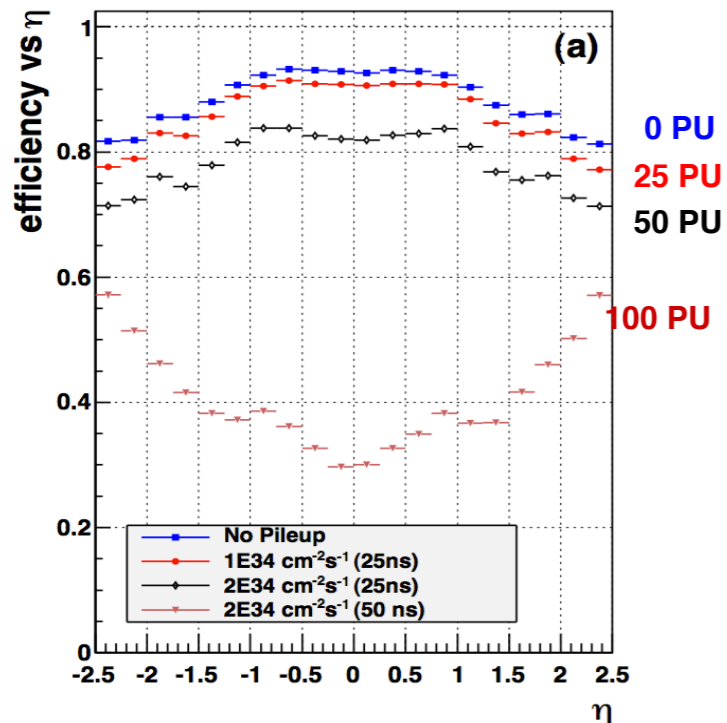 efficiency vs η
1
0.8
0.6
0.4
0.2
0
(a)
0 PU
25 PU
50 PU
100 PU
No Pileup
1E34 cm⁻²s⁻¹ (25ns)
2E34 cm⁻²s⁻¹ (25ns)
2E34 cm⁻²s⁻¹ (50 ns)
-2.5 -2 -1.5 -1 -0.5 0 0.5 1 1.5 2 2.5
η